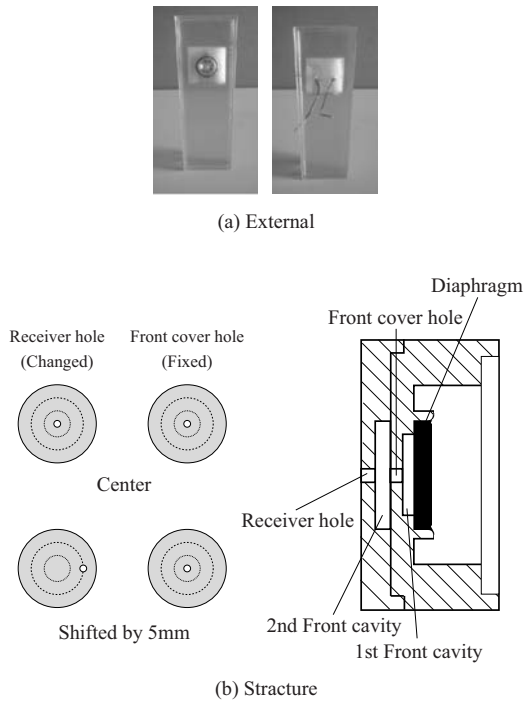 (a) External
Diaphragm
Front cover hole
Receiver hole
(Changed)
Front cover hole
(Fixed)
Center
Receiver hole
Shifted by 5mm
2nd Front cavity
1st Front cavity
(b) Stracture